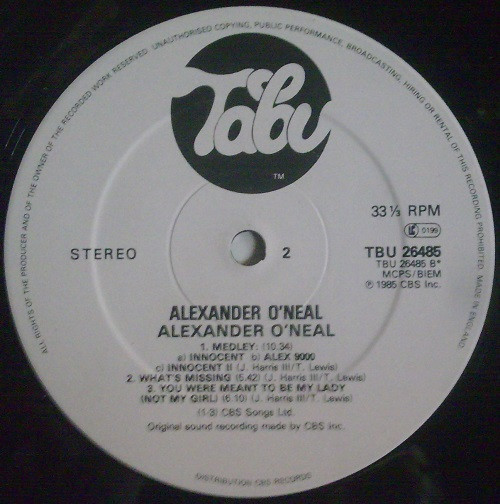 ALL RIGHTS OF THE PRODUCER AND OF THE OWNER OF THE RECORDED WORK RESERVED. UNAUTHORISED COPYING, PUBLIC PERFORMANCE, BROADCASTING, HIRING OR RENTAL OF THIS RECORDING PROHIBITED. MADE IN ENGLAND.
Tabu
TM
33 ⅓ RPM
LC 0199
STEREO
2
TBU 26485
TBU 26485 B*
MCPS/BIEM
℗ 1985 CBS Inc.
ALEXANDER O'NEAL
ALEXANDER O'NEAL
1. MEDLEY: (10.34)
a) INNOCENT b) ALEX 9000
c) INNOCENT II (J. Harris III/T. Lewis)
2. WHAT'S MISSING (5.42) (J. Harris III/T. Lewis)
3. YOU WERE MEANT TO BE MY LADY
(NOT MY GIRL) (6.10) (J. Harris III/T. Lewis)
(1-3) CBS Songs Ltd.
Original sound recording made by CBS Inc.
DISTRIBUTION CBS RECORDS